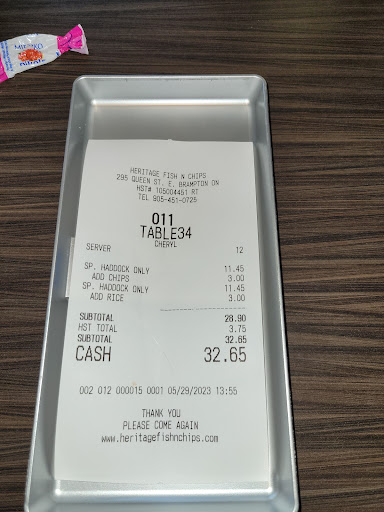 HERITAGE FISH N CHIPS
295 QUEEN ST. E. BRAMPTON ON
HST# 105004451 RT
TEL 905-451-0725
011
TABLE34
CHERYL
SERVER 12
SP. HADDOCK ONLY 11.45
ADD CHIPS 3.00
SP. HADDOCK ONLY 11.45
ADD RICE 3.00
SUBTOTAL 28.90
HST TOTAL 3.75
SUBTOTAL 32.65
CASH 32.65
002 012 000015 0001 05/29/2023 13:55
THANK YOU
PLEASE COME AGAIN
www.heritagefishnchips.com